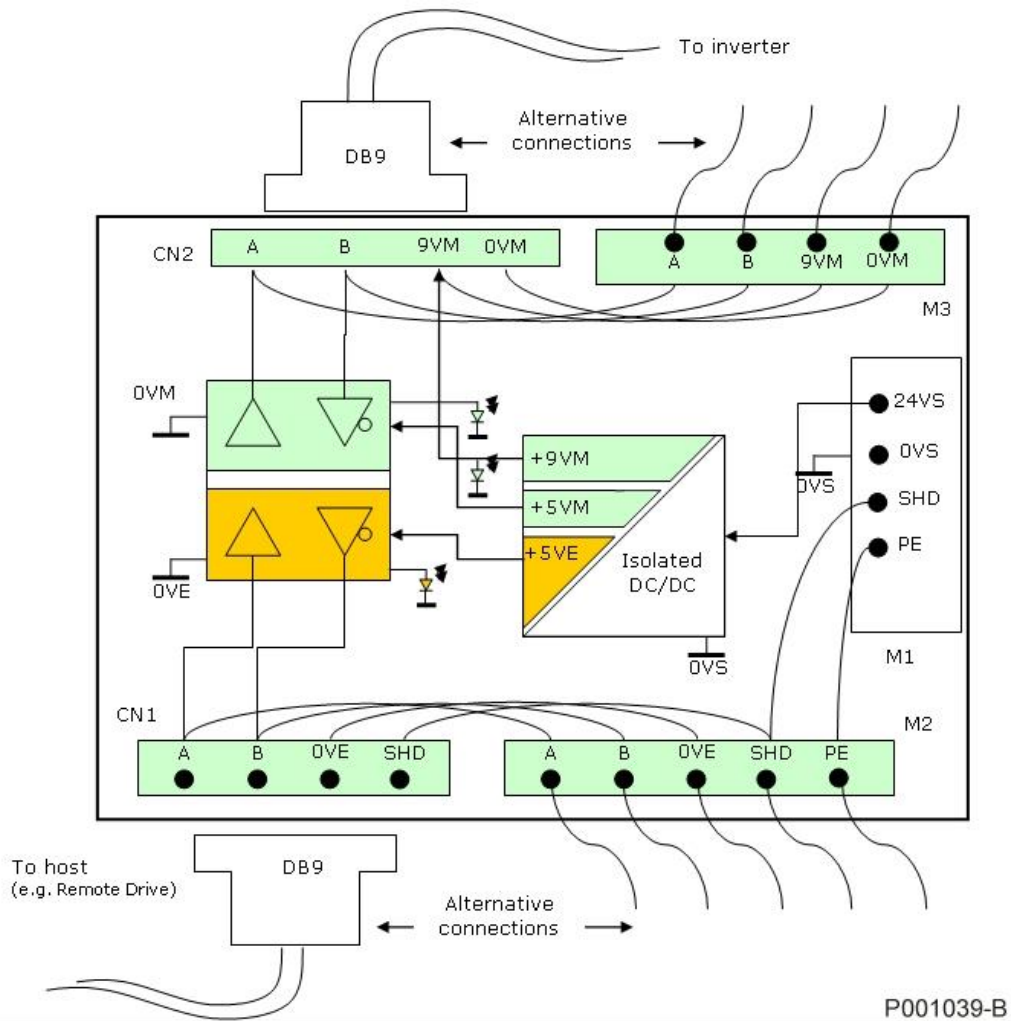 To inverter
Alternative
connections
DB9
CN2
A B 9VM 0VM
A B 9VM 0VM
M3
0VM
24VS
+9VM
0VS
0VS
+5VM
SHD
+5VE
Isolated
DC/DC
PE
0VE
0VS
M1
CN1
M2
A B 0VE SHD
A B 0VE SHD PE
To host
(e.g. Remote Drive)
DB9
Alternative
connections
P001039-B